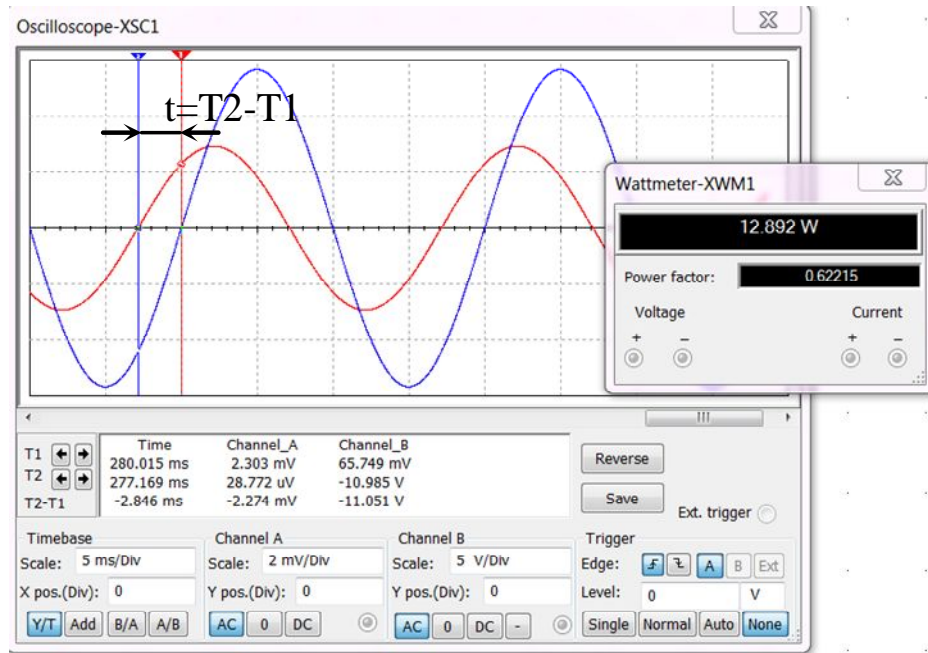 Oscilloscope-XSC1
t=T2-T1
Wattmeter-XWM1
12.892 W
Power factor: 0.62215
Voltage Current
+ - + -
Time Channel_A Channel_B
T1 280.015 ms 2.303 mV 65.749 mV
T2 277.169 ms 28.772 uV -10.985 V
T2-T1 -2.846 ms -2.274 mV -11.051 V
Reverse
Save
Ext. trigger
Timebase Channel A Channel B Trigger
Scale: 5 ms/Div Scale: 2 mV/Div Scale: 5 V/Div Edge: A B Ext
X pos.(Div): 0 Y pos.(Div): 0 Y pos.(Div): 0 Level: 0 V
Y/T Add B/A A/B AC 0 DC AC 0 DC - Single Normal Auto None